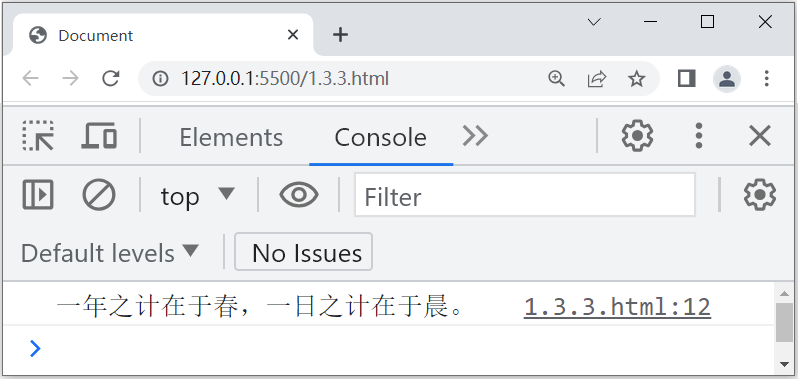 Document
127.0.0.1:5500/1.3.3.html
Elements Console
top Filter
Default levels No Issues
一年之计在于春，一日之计在于晨。 1.3.3.html:12